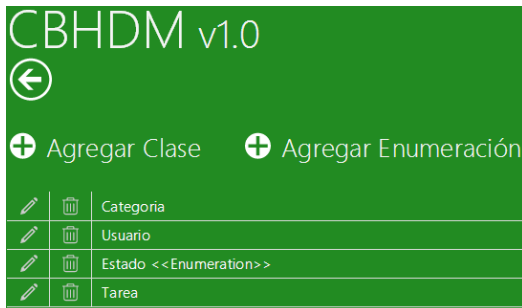 CBHDM v1.0
Agregar Clase Agregar Enumeración
Categoria
Usuario
Estado <<Enumeration>>
Tarea